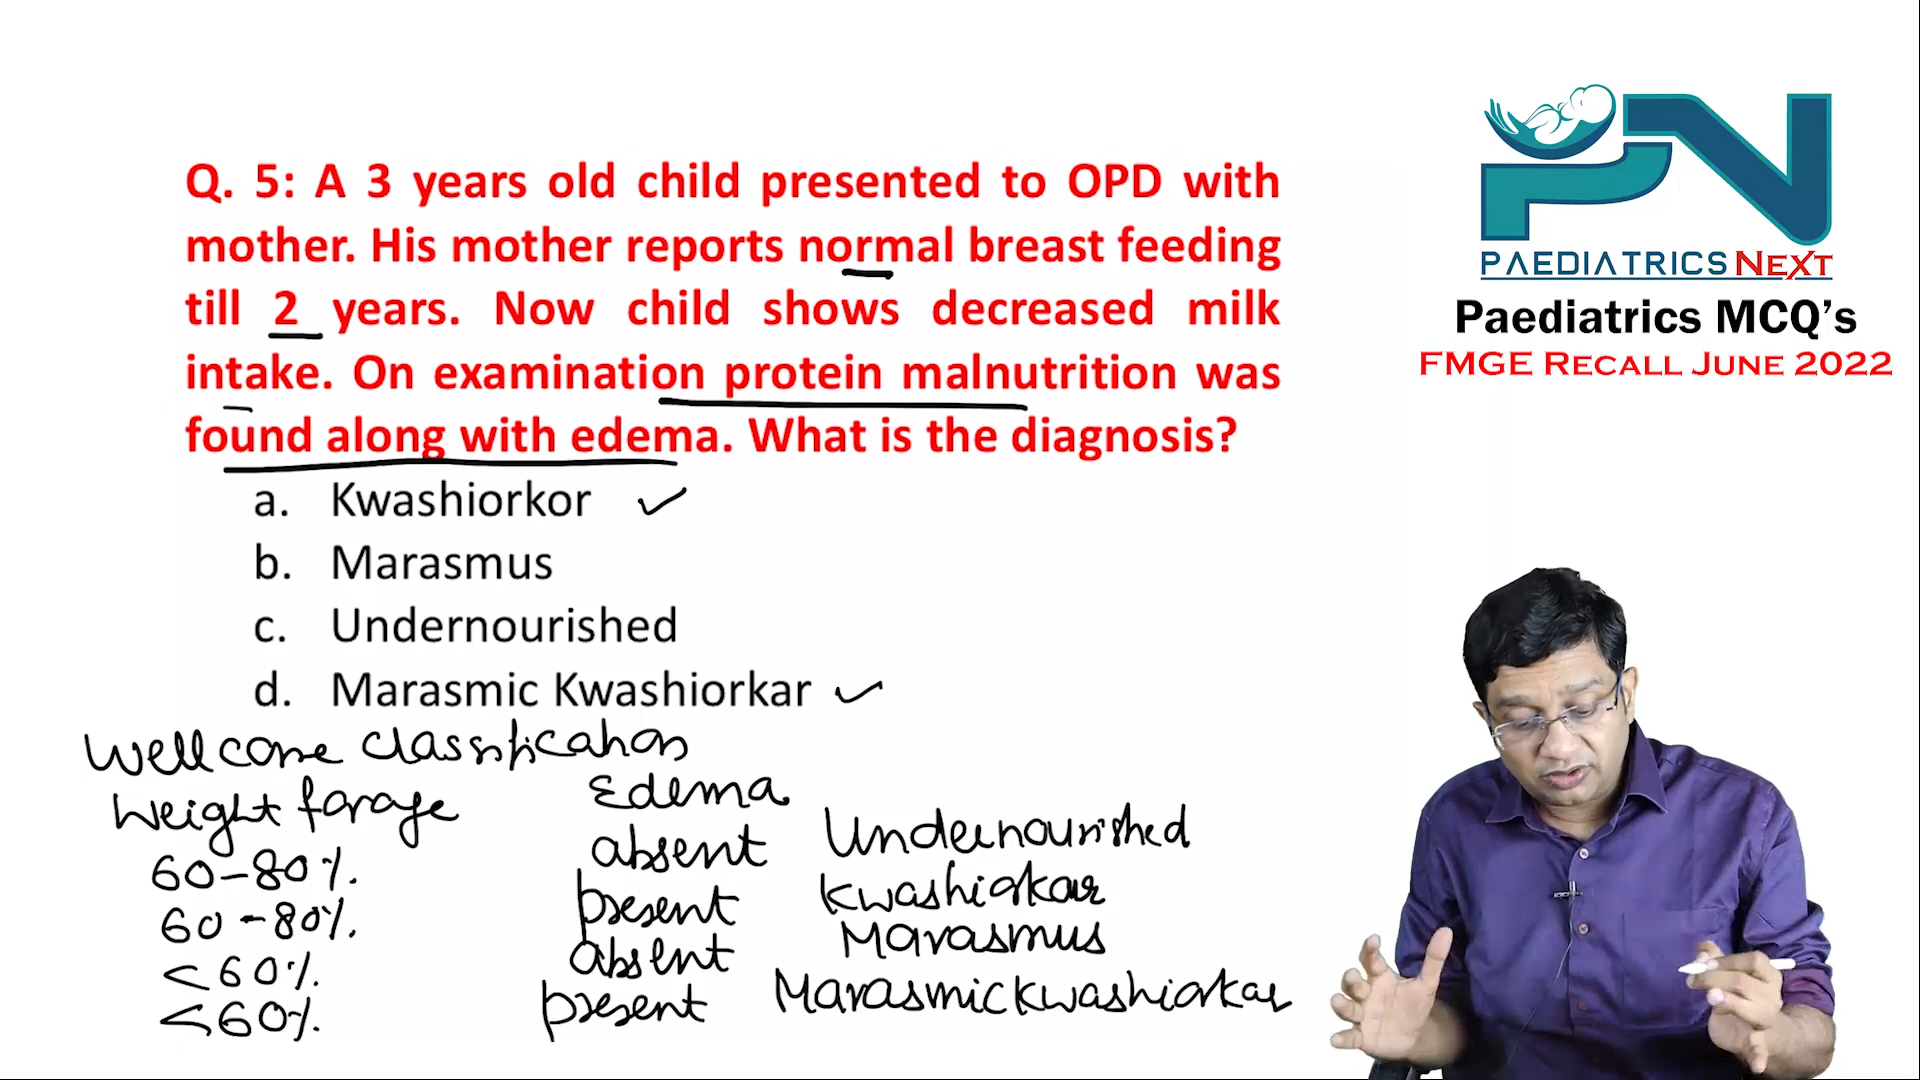 Q. 5: A 3 years old child presented to OPD with
mother. His mother reports normal breast feeding
till 2 years. Now child shows decreased milk
intake. On examination protein malnutrition was
found along with edema. What is the diagnosis?
a. Kwashiorkor
b. Marasmus
c. Undernourished
d. Marasmic Kwashiorkar
Wellcome classification
Weight for age Edema
60-80%. absent Undernourished
60-80%. present Kwashiorkar
<60%. absent Marasmus
<60%. present Marasmic Kwashiorkar
PN
PAEDIATRICS NEXT
Paediatrics MCQ's
FMGE RECALL JUNE 2022